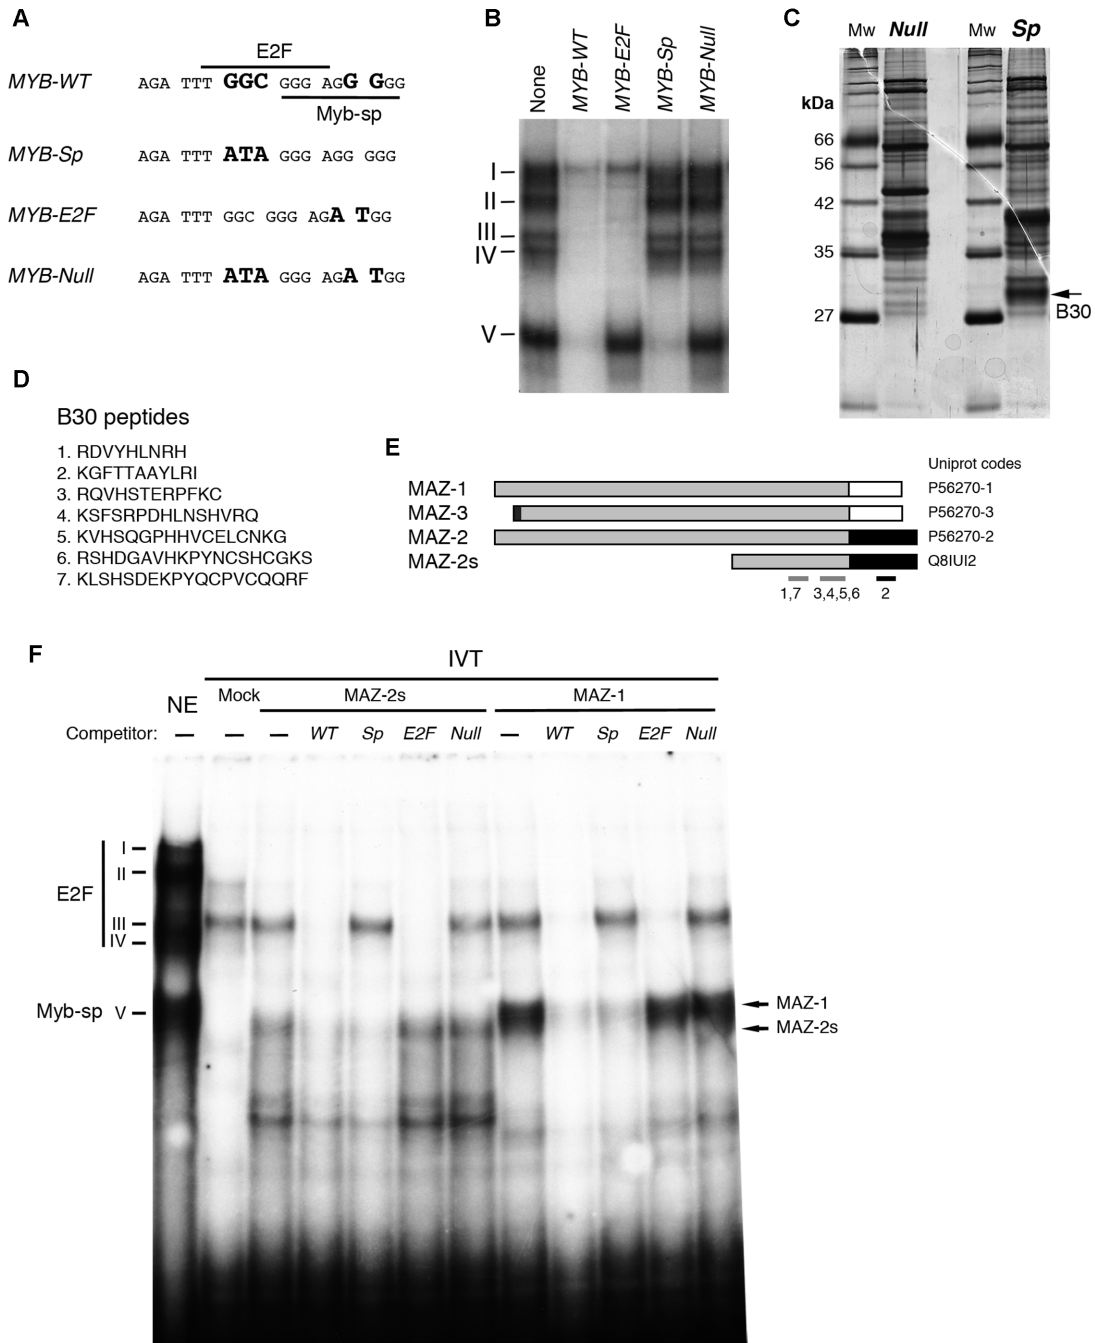 A
E2F
MYB-WT AGA TTT GGC GGG AGG GGG
Myb-sp
MYB-Sp AGA TTT ATA GGG AGG GGG
MYB-E2F AGA TTT GGC GGG AGA TGG
MYB-Null AGA TTT ATA GGG AGA TGG
B
None MYB-WT MYB-E2F MYB-Sp MYB-Null
I
II
III
IV
V
C
Mw Null Mw Sp
kDa
66
56
42
35
27
B30
D
B30 peptides
1. RDVYHLNRH
2. KGFTTAAYLRI
3. RQVHSTERPFKC
4. KSFSRPDHLNSHVRQ
5. KVHSQGPHHVCELCNKG
6. RSHDGAVHKPYNCSHCGKS
7. KLSHSDEKPYQCPVCQQRF
E
Uniprot codes
MAZ-1 P56270-1
MAZ-3 P56270-3
MAZ-2 P56270-2
MAZ-2s Q8IUI2
1,7 3,4,5,6 2
F
IVT
NE Mock MAZ-2s MAZ-1
Competitor: – – – WT Sp E2F Null – WT Sp E2F Null
E2F
I
II
III
IV
Myb-sp V
MAZ-1
MAZ-2s